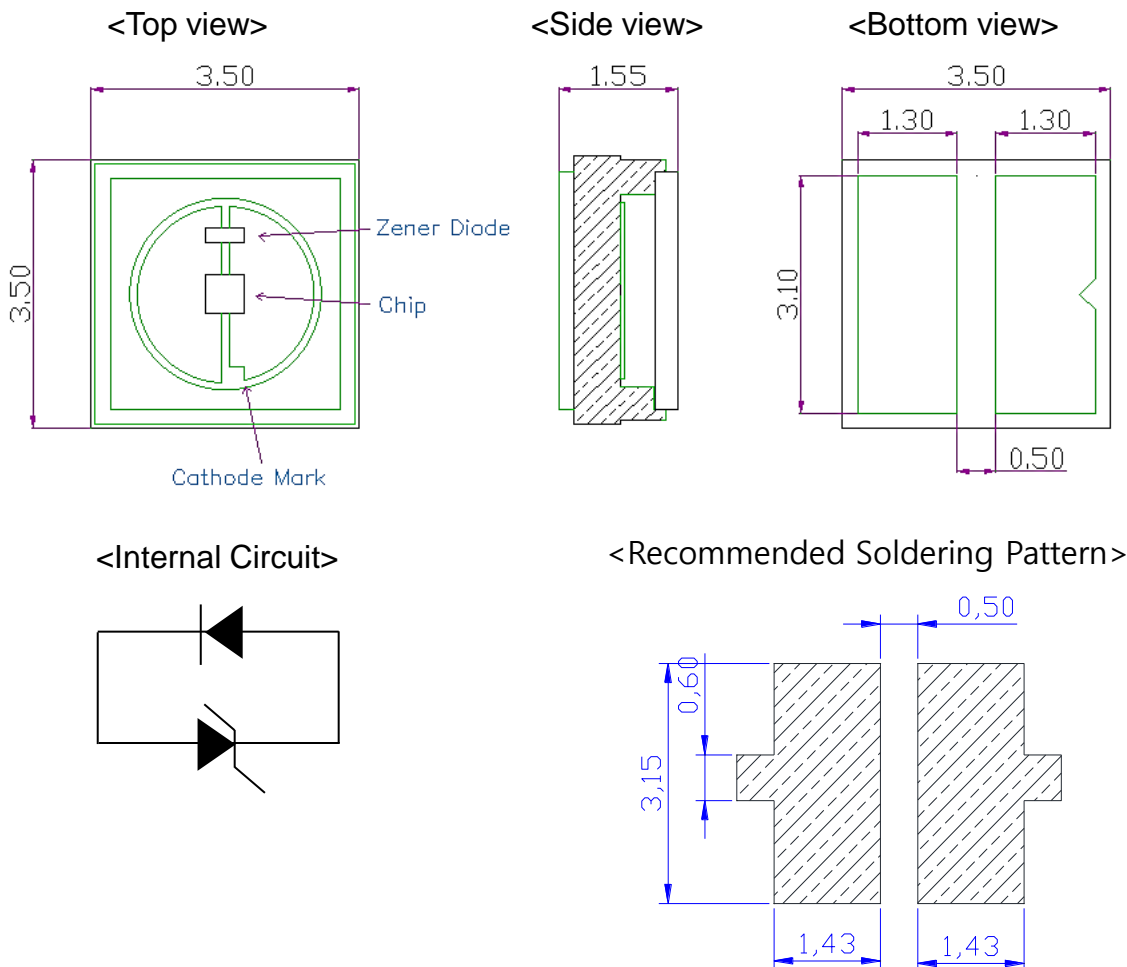 <Top view>
3.50
3.50
Zener Diode
Chip
Cathode Mark
<Side view>
1.55
<Bottom view>
3.50
1.30
1.30
3.10
0.50
<Internal Circuit>
<Recommended Soldering Pattern>
0,50
0,60
3,15
1,43
1,43